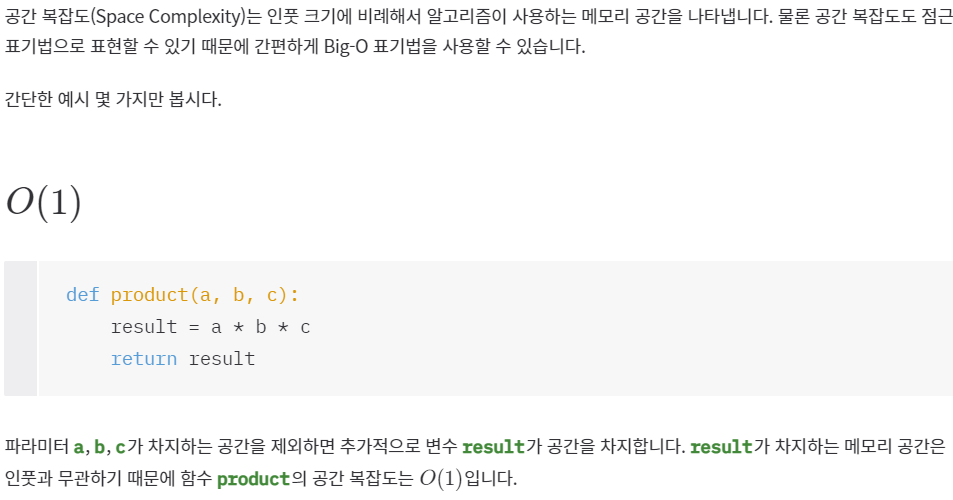 공간 복잡도(Space Complexity)는 인풋 크기에 비례해서 알고리즘이 사용하는 메모리 공간을 나타냅니다. 물론 공간 복잡도도 점근
표기법으로 표현할 수 있기 때문에 간편하게 Big-O 표기법을 사용할 수 있습니다.
간단한 예시 몇 가지만 봅시다.
O(1)
def product(a, b, c):
    result = a * b * c
    return result
파라미터 a, b, c가 차지하는 공간을 제외하면 추가적으로 변수 result가 공간을 차지합니다. result가 차지하는 메모리 공간은
인풋과 무관하기 때문에 함수 product의 공간 복잡도는 O(1)입니다.